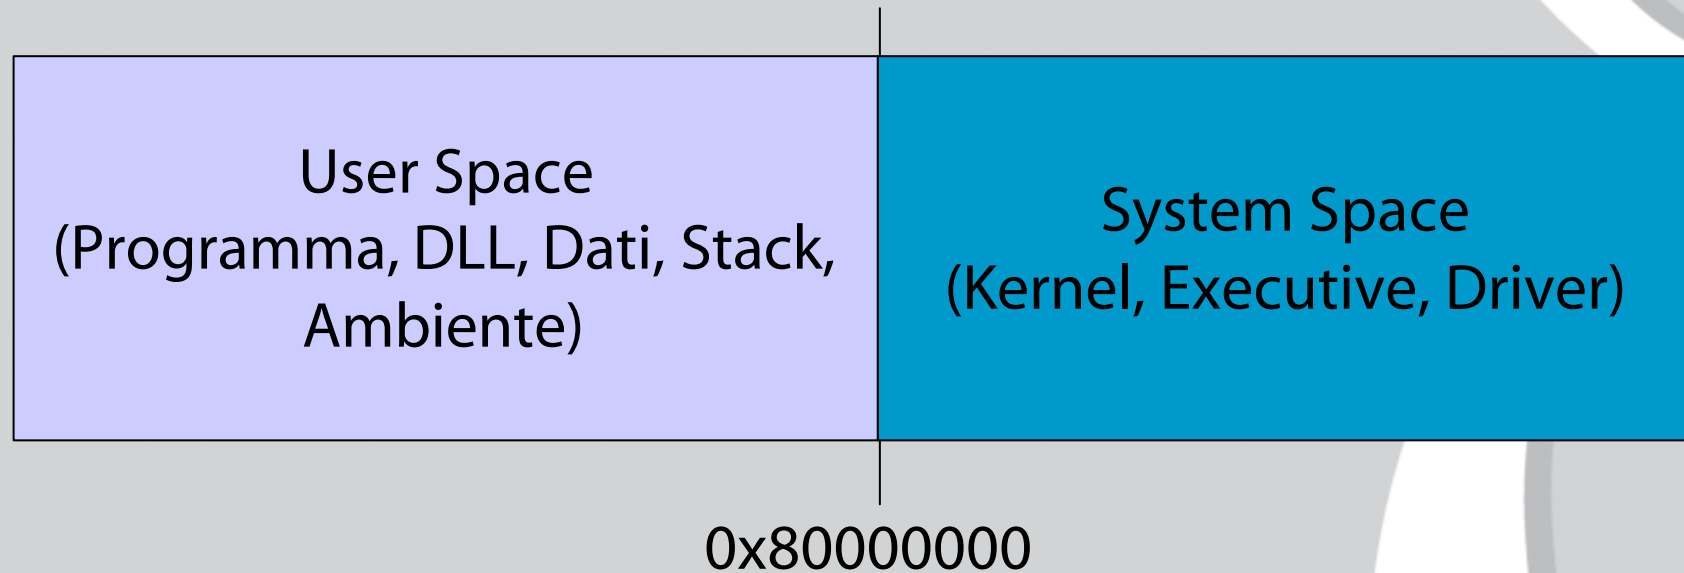 User Space
(Programma, DLL, Dati, Stack,
Ambiente)
System Space
(Kernel, Executive, Driver)
0x80000000